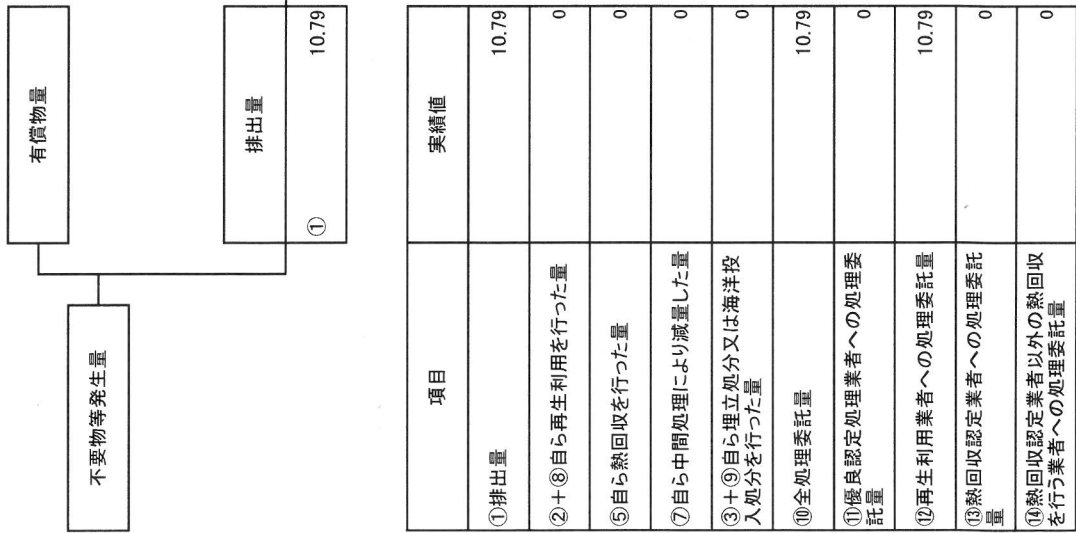 不要物等発生量
有償物量
排出量
① 10.79
項目 実績値
①排出量 10.79
②+⑧自ら再生利用を行った量 0
⑤自ら熱回収を行った量 0
⑦自ら中間処理により減量した量 0
③+⑨自ら埋立処分又は海洋投
入処分を行った量 0
⑩全処理委託量 10.79
⑪優良認定処理業者への処理委
託量 0
⑫再生利用業者への処理委託量 10.79
⑬熱回収認定業者への処理委託
量 0
⑭熱回収認定業者以外の熱回収
を行う業者への処理委託量 0